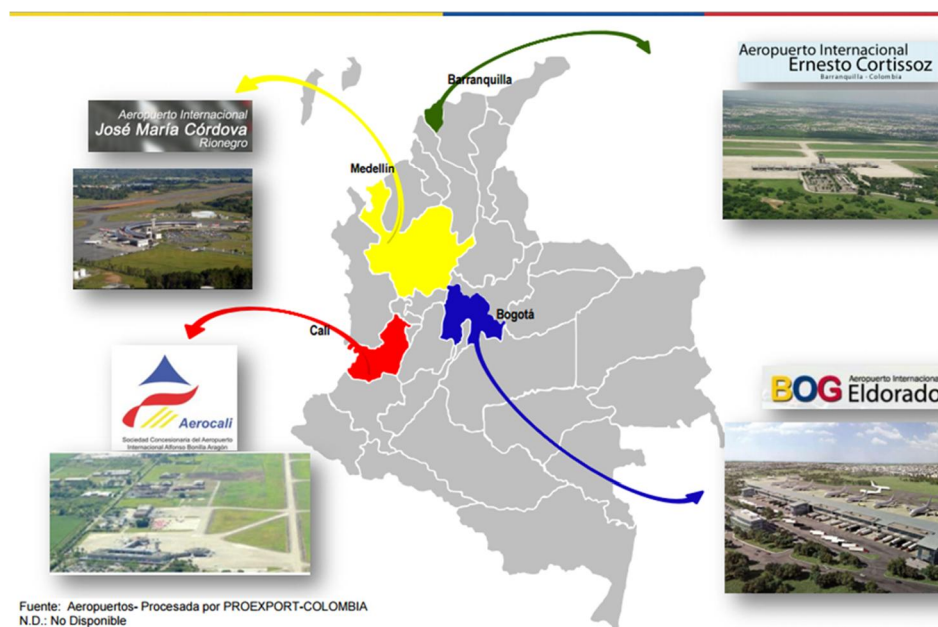 Aeropuerto Internacional
Ernesto Cortissoz
Barranquilla - Colombia
Barranquilla
Aeropuerto Internacional
José María Córdova
Rionegro
Medellín
Bogotá
Cali
BOG Aeropuerto Internacional
Eldorado
Aerocali
Sociedad Concesionaria del Aeropuerto
Internacional Alfonso Bonilla Aragón
Fuente: Aeropuertos- Procesada por PROEXPORT-COLOMBIA
N.D.: No Disponible